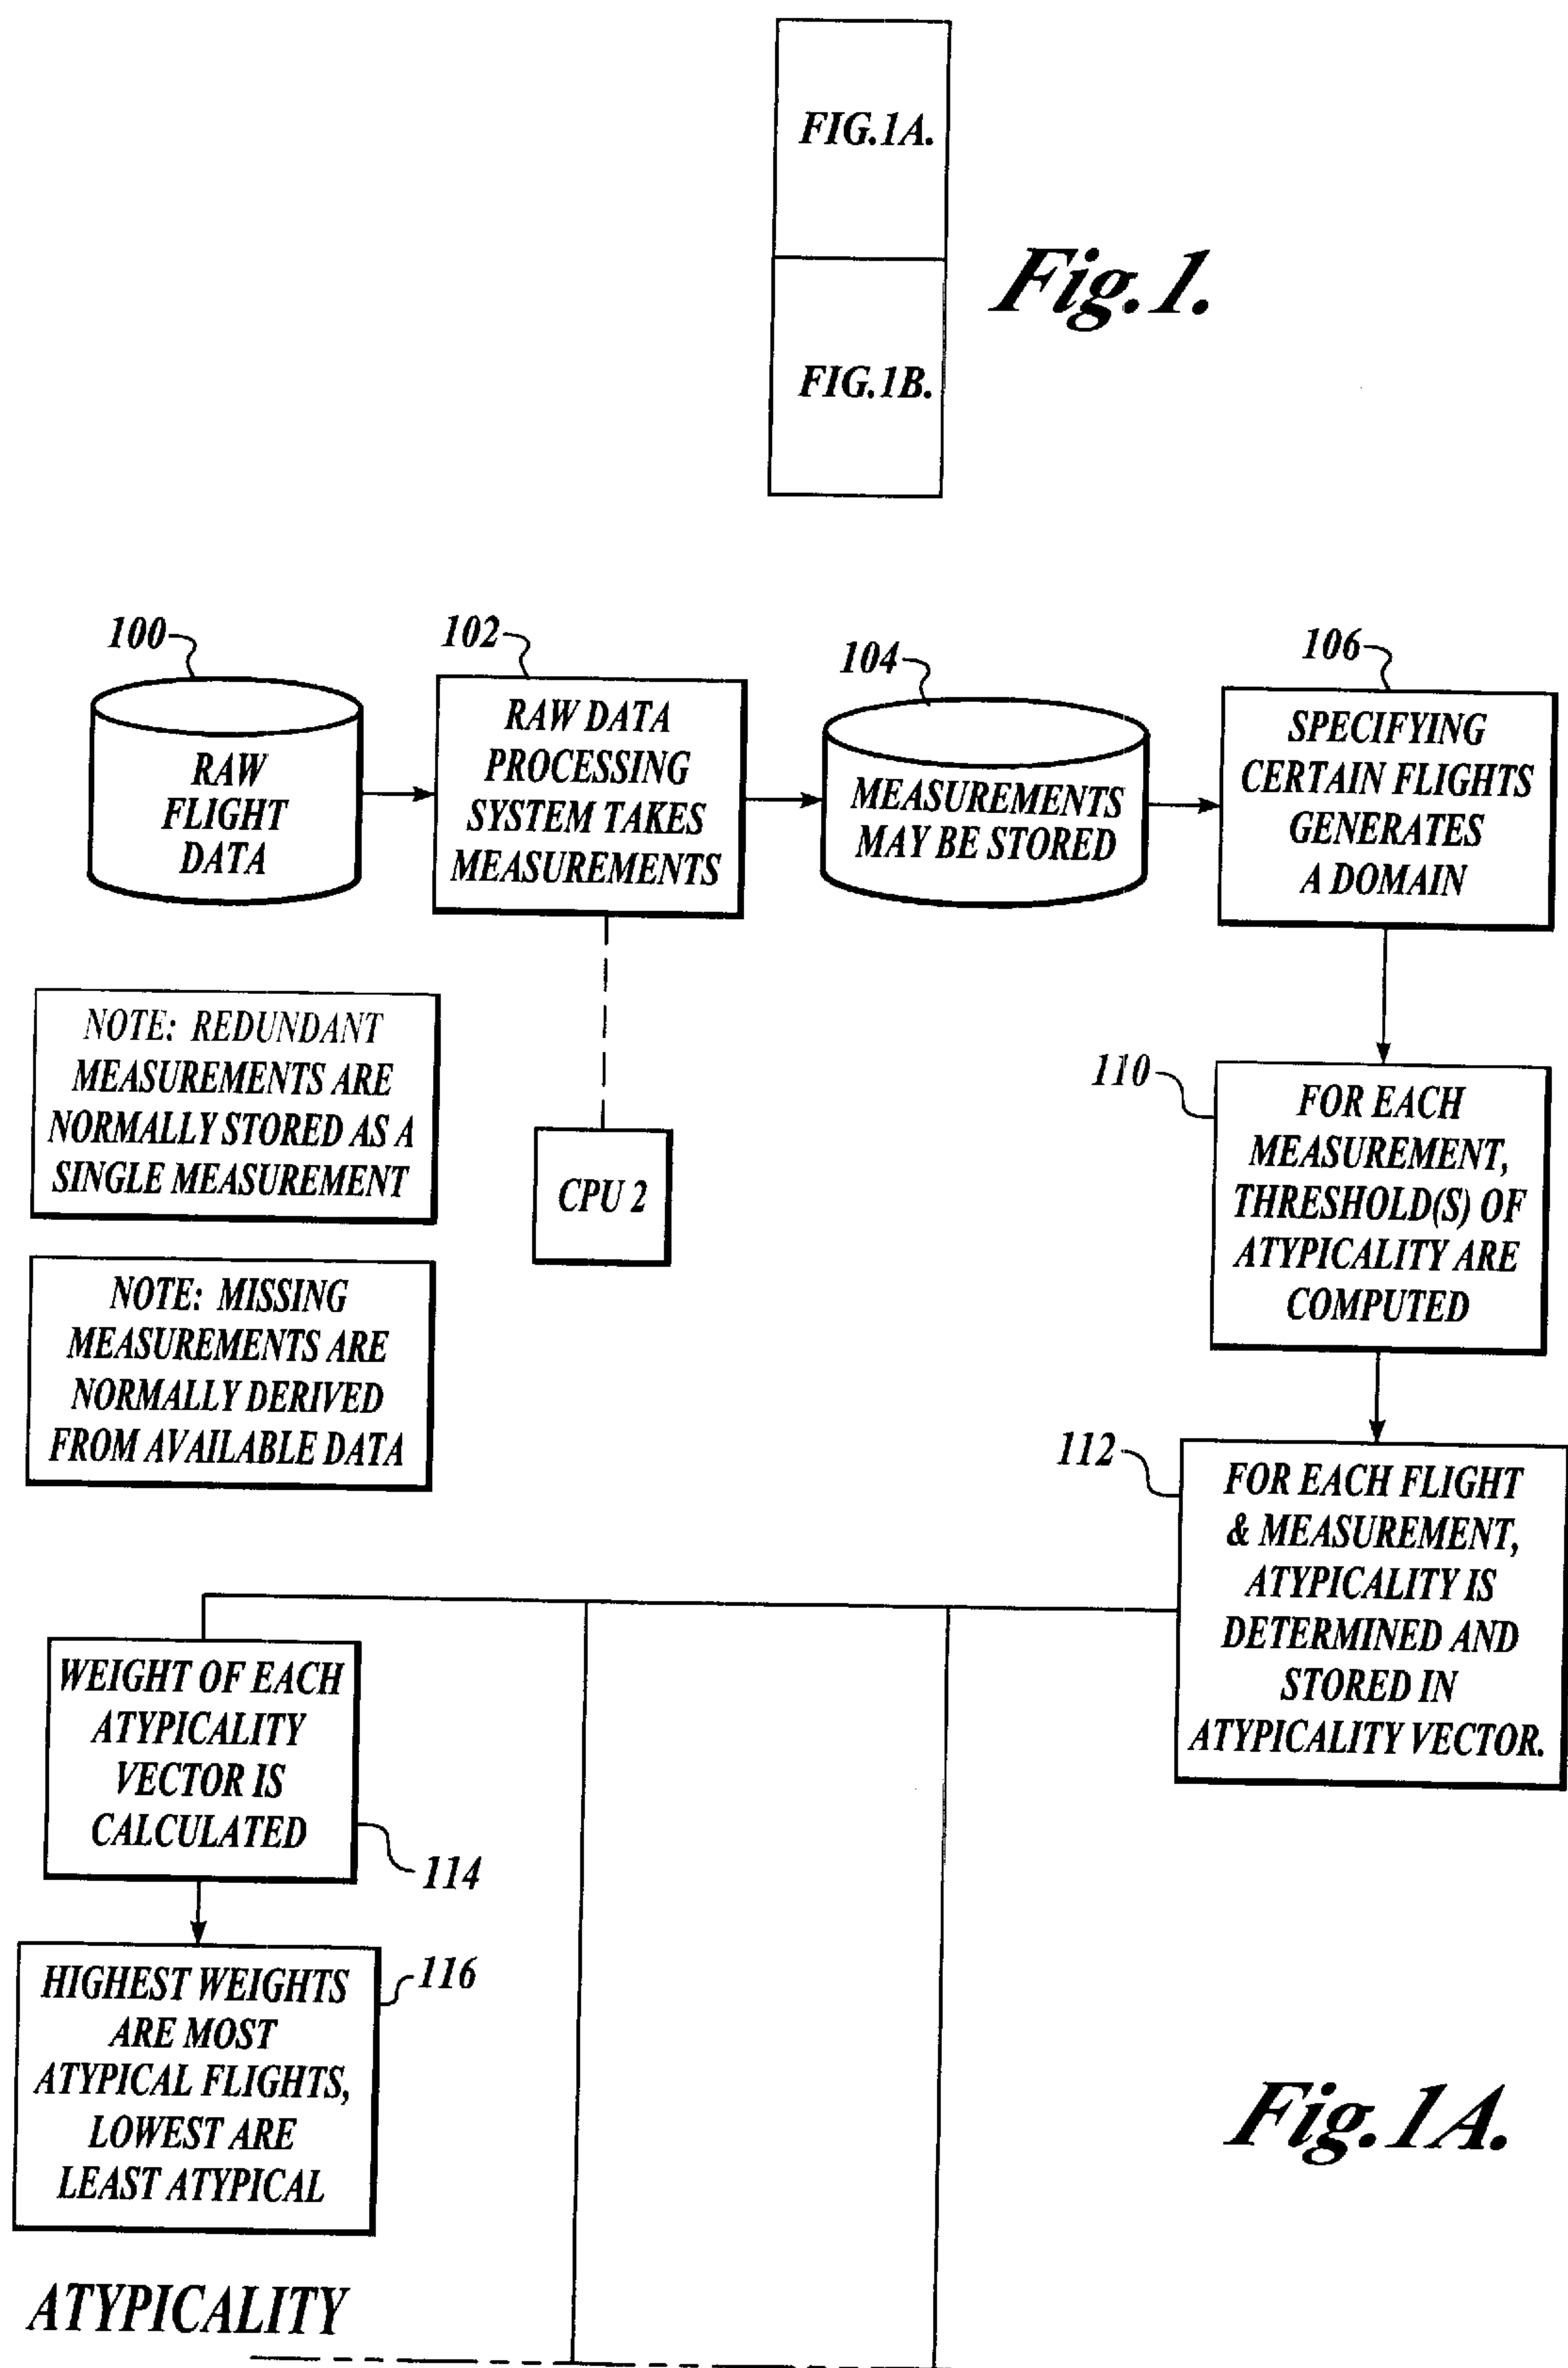 FIG.1A.
Fig.1.
FIG.1B.
100
102
104
106
RAW
FLIGHT
DATA
RAW DATA
PROCESSING
SYSTEM TAKES
MEASUREMENTS
MEASUREMENTS
MAY BE STORED
SPECIFYING
CERTAIN FLIGHTS
GENERATES
A DOMAIN
NOTE: REDUNDANT
MEASUREMENTS ARE
NORMALLY STORED AS A
SINGLE MEASUREMENT
CPU 2
110
FOR EACH
MEASUREMENT,
THRESHOLD(S) OF
ATYPICALITY ARE
COMPUTED
NOTE: MISSING
MEASUREMENTS ARE
NORMALLY DERIVED
FROM AVAILABLE DATA
112
FOR EACH FLIGHT
& MEASUREMENT,
ATYPICALITY IS
DETERMINED AND
STORED IN
ATYPICALITY VECTOR.
WEIGHT OF EACH
ATYPICALITY
VECTOR IS
CALCULATED
114
116
HIGHEST WEIGHTS
ARE MOST
ATYPICAL FLIGHTS,
LOWEST ARE
LEAST ATYPICAL
Fig.1A.
ATYPICALITY